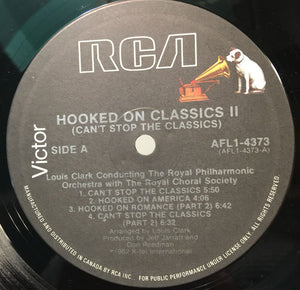 RCA
HOOKED ON CLASSICS II
(CAN'T STOP THE CLASSICS)
Victor
SIDE A
AFL1-4373
(AFL1-4373-A)
Louis Clark Conducting The Royal Philharmonic
Orchestra with The Royal Choral Society
1. CAN'T STOP THE CLASSICS 5:50
2. HOOKED ON AMERICA 4:06
3. HOOKED ON ROMANCE (PART 2) 6:42
4. CAN'T STOP THE CLASSICS
(PART 2) 6:32
Arranged by Louis Clark
Produced by Jeff Jarratt and
Don Reedman
1982 K-tel International
MANUFACTURED AND DISTRIBUTED IN CANADA BY RCA INC. FOR PUBLIC PERFORMANCE USE UNDER LICENSE ONLY. ALL RIGHTS RESERVED.